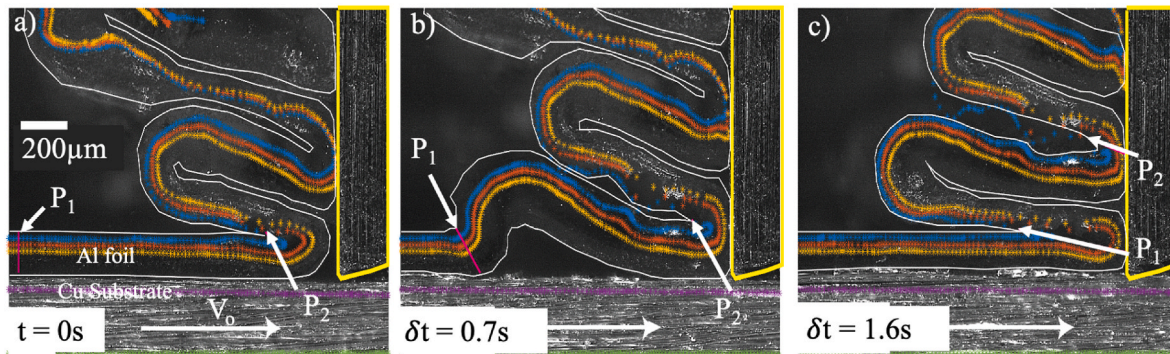 a)
200μm
P1
Al foil
Cu Substrate
Vo
P2
t = 0s
b)
P1
P2
δt = 0.7s
c)
P2
P1
δt = 1.6s